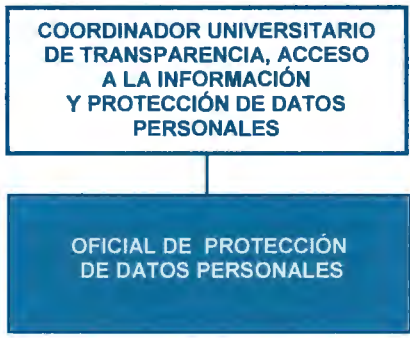 COORDINADOR UNIVERSITARIO
DE TRANSPARENCIA, ACCESO
A LA INFORMACIÓN
Y PROTECCIÓN DE DATOS
PERSONALES
OFICIAL DE PROTECCIÓN
DE DATOS PERSONALES